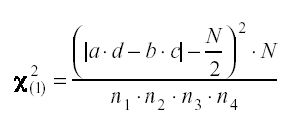 χ²₍₁₎ = (|a·d − b·c| − N/2)² · N / n₁ · n₂ · n₃ · n₄